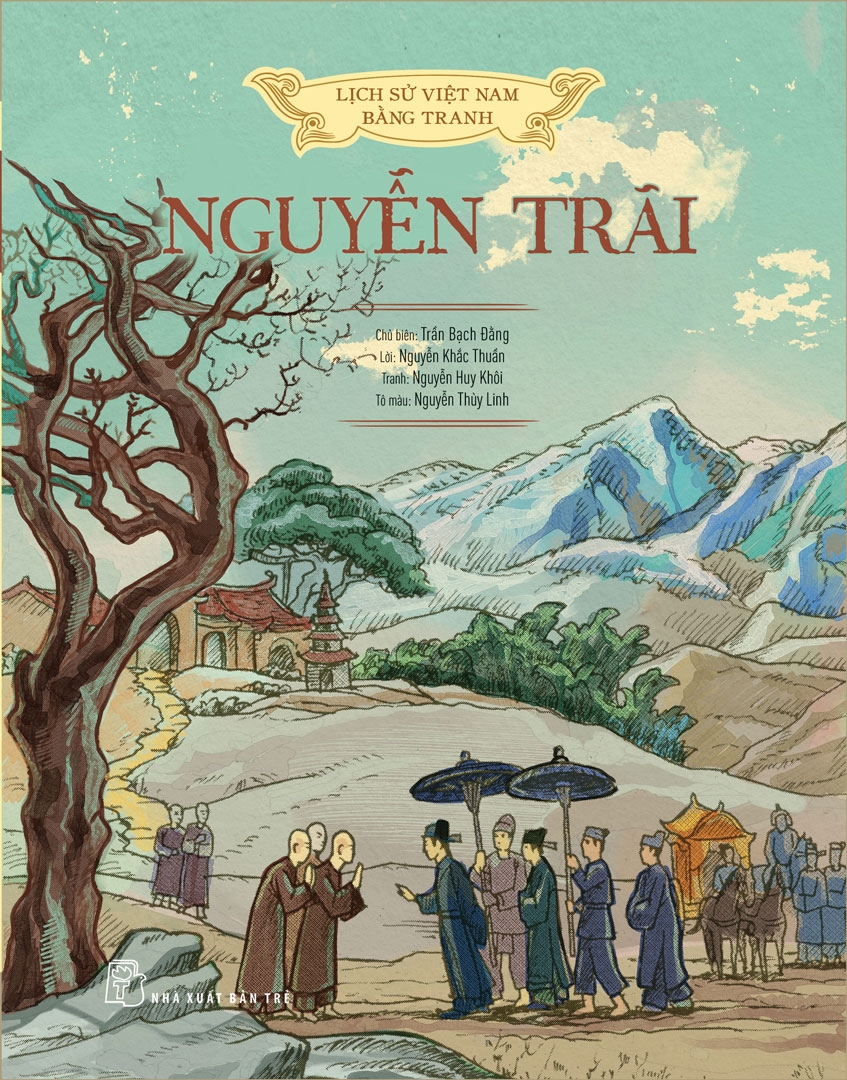 LỊCH SỬ VIỆT NAM
BẰNG TRANH
NGUYỄN TRÃI
Chủ biên: Trần Bạch Đằng
Lời: Nguyễn Khắc Thuần
Tranh: Nguyễn Huy Khôi
Tô màu: Nguyễn Thùy Linh
NHÀ XUẤT BẢN TRẺ